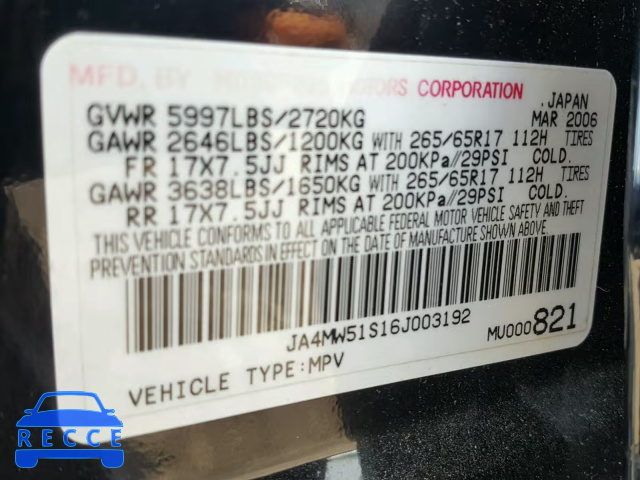 MFD. BY MOTORS CORPORATION
JAPAN
GVWR 5997LBS/2720KG MAR 2006
GAWR 2646LBS/1200KG WITH 265/65R17 112H TIRES
FR 17X7.5JJ RIMS AT 200KPa//29PSI COLD.
GAWR 3638LBS/1650KG WITH 265/65R17 112H TIRES
RR 17X7.5JJ RIMS AT 200KPa//29PSI COLD.
THIS VEHICLE CONFORMS TO ALL APPLICABLE FEDERAL MOTOR VEHICLE SAFETY AND THEFT
PREVENTION STANDARDS IN EFFECT ON THE DATE OF MANUFACTURE SHOWN ABOVE.
JA4MW51S16J003192
MU000821
VEHICLE TYPE:MPV
RECCE